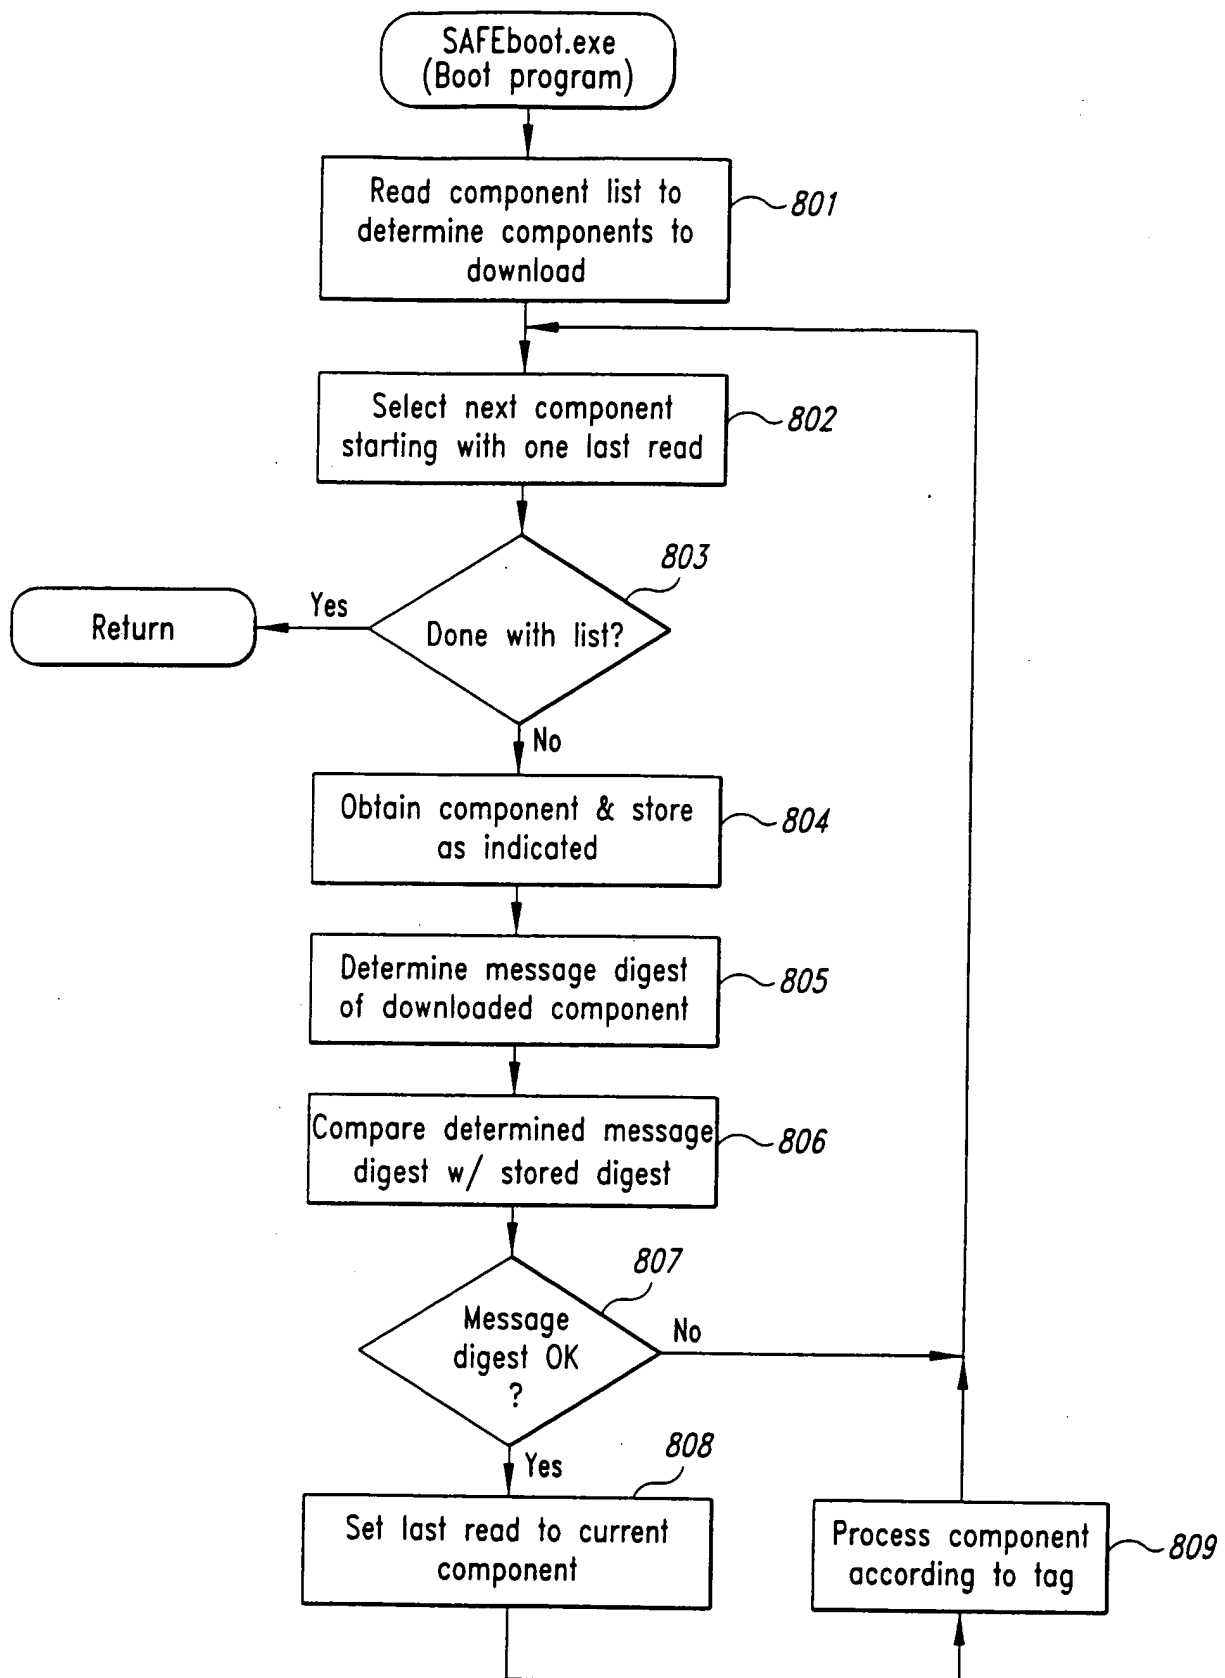 SAFEboot.exe
(Boot program)
Read component list to
determine components to
download
801
Select next component
starting with one last read
802
803
Done with list?
Yes
Return
No
Obtain component & store
as indicated
804
Determine message digest
of downloaded component
805
Compare determined message
digest w/ stored digest
806
807
Message
digest OK
?
No
Yes
808
Set last read to current
component
Process component
according to tag
809